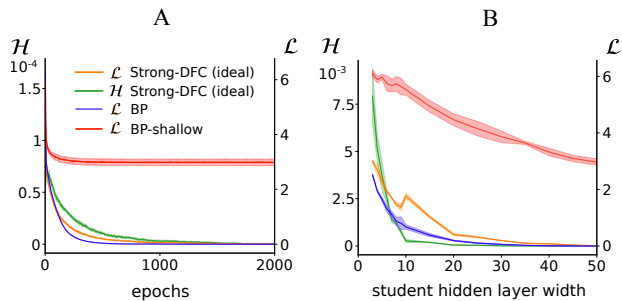 A
B
ℋ
ℒ
ℋ
ℒ
10⁻⁴
10⁻³
ℒ Strong-DFC (ideal)
ℋ Strong-DFC (ideal)
ℒ BP
ℒ BP-shallow
1.5
1
0.5
0
6
4
2
0
0
1000
2000
epochs
7.5
5
2.5
0
6
4
2
0
10
20
30
40
50
student hidden layer width